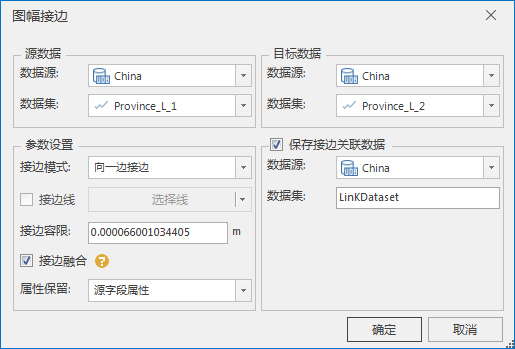 图幅接边
源数据
数据源: China
数据集: Province_L_1
目标数据
数据源: China
数据集: Province_L_2
参数设置
接边模式: 向一边接边
接边线 选择线
接边容限: 0.000066001034405 m
接边融合 ?
属性保留: 源字段属性
保存接边关联数据
数据源: China
数据集: LinKDataset
确定 取消